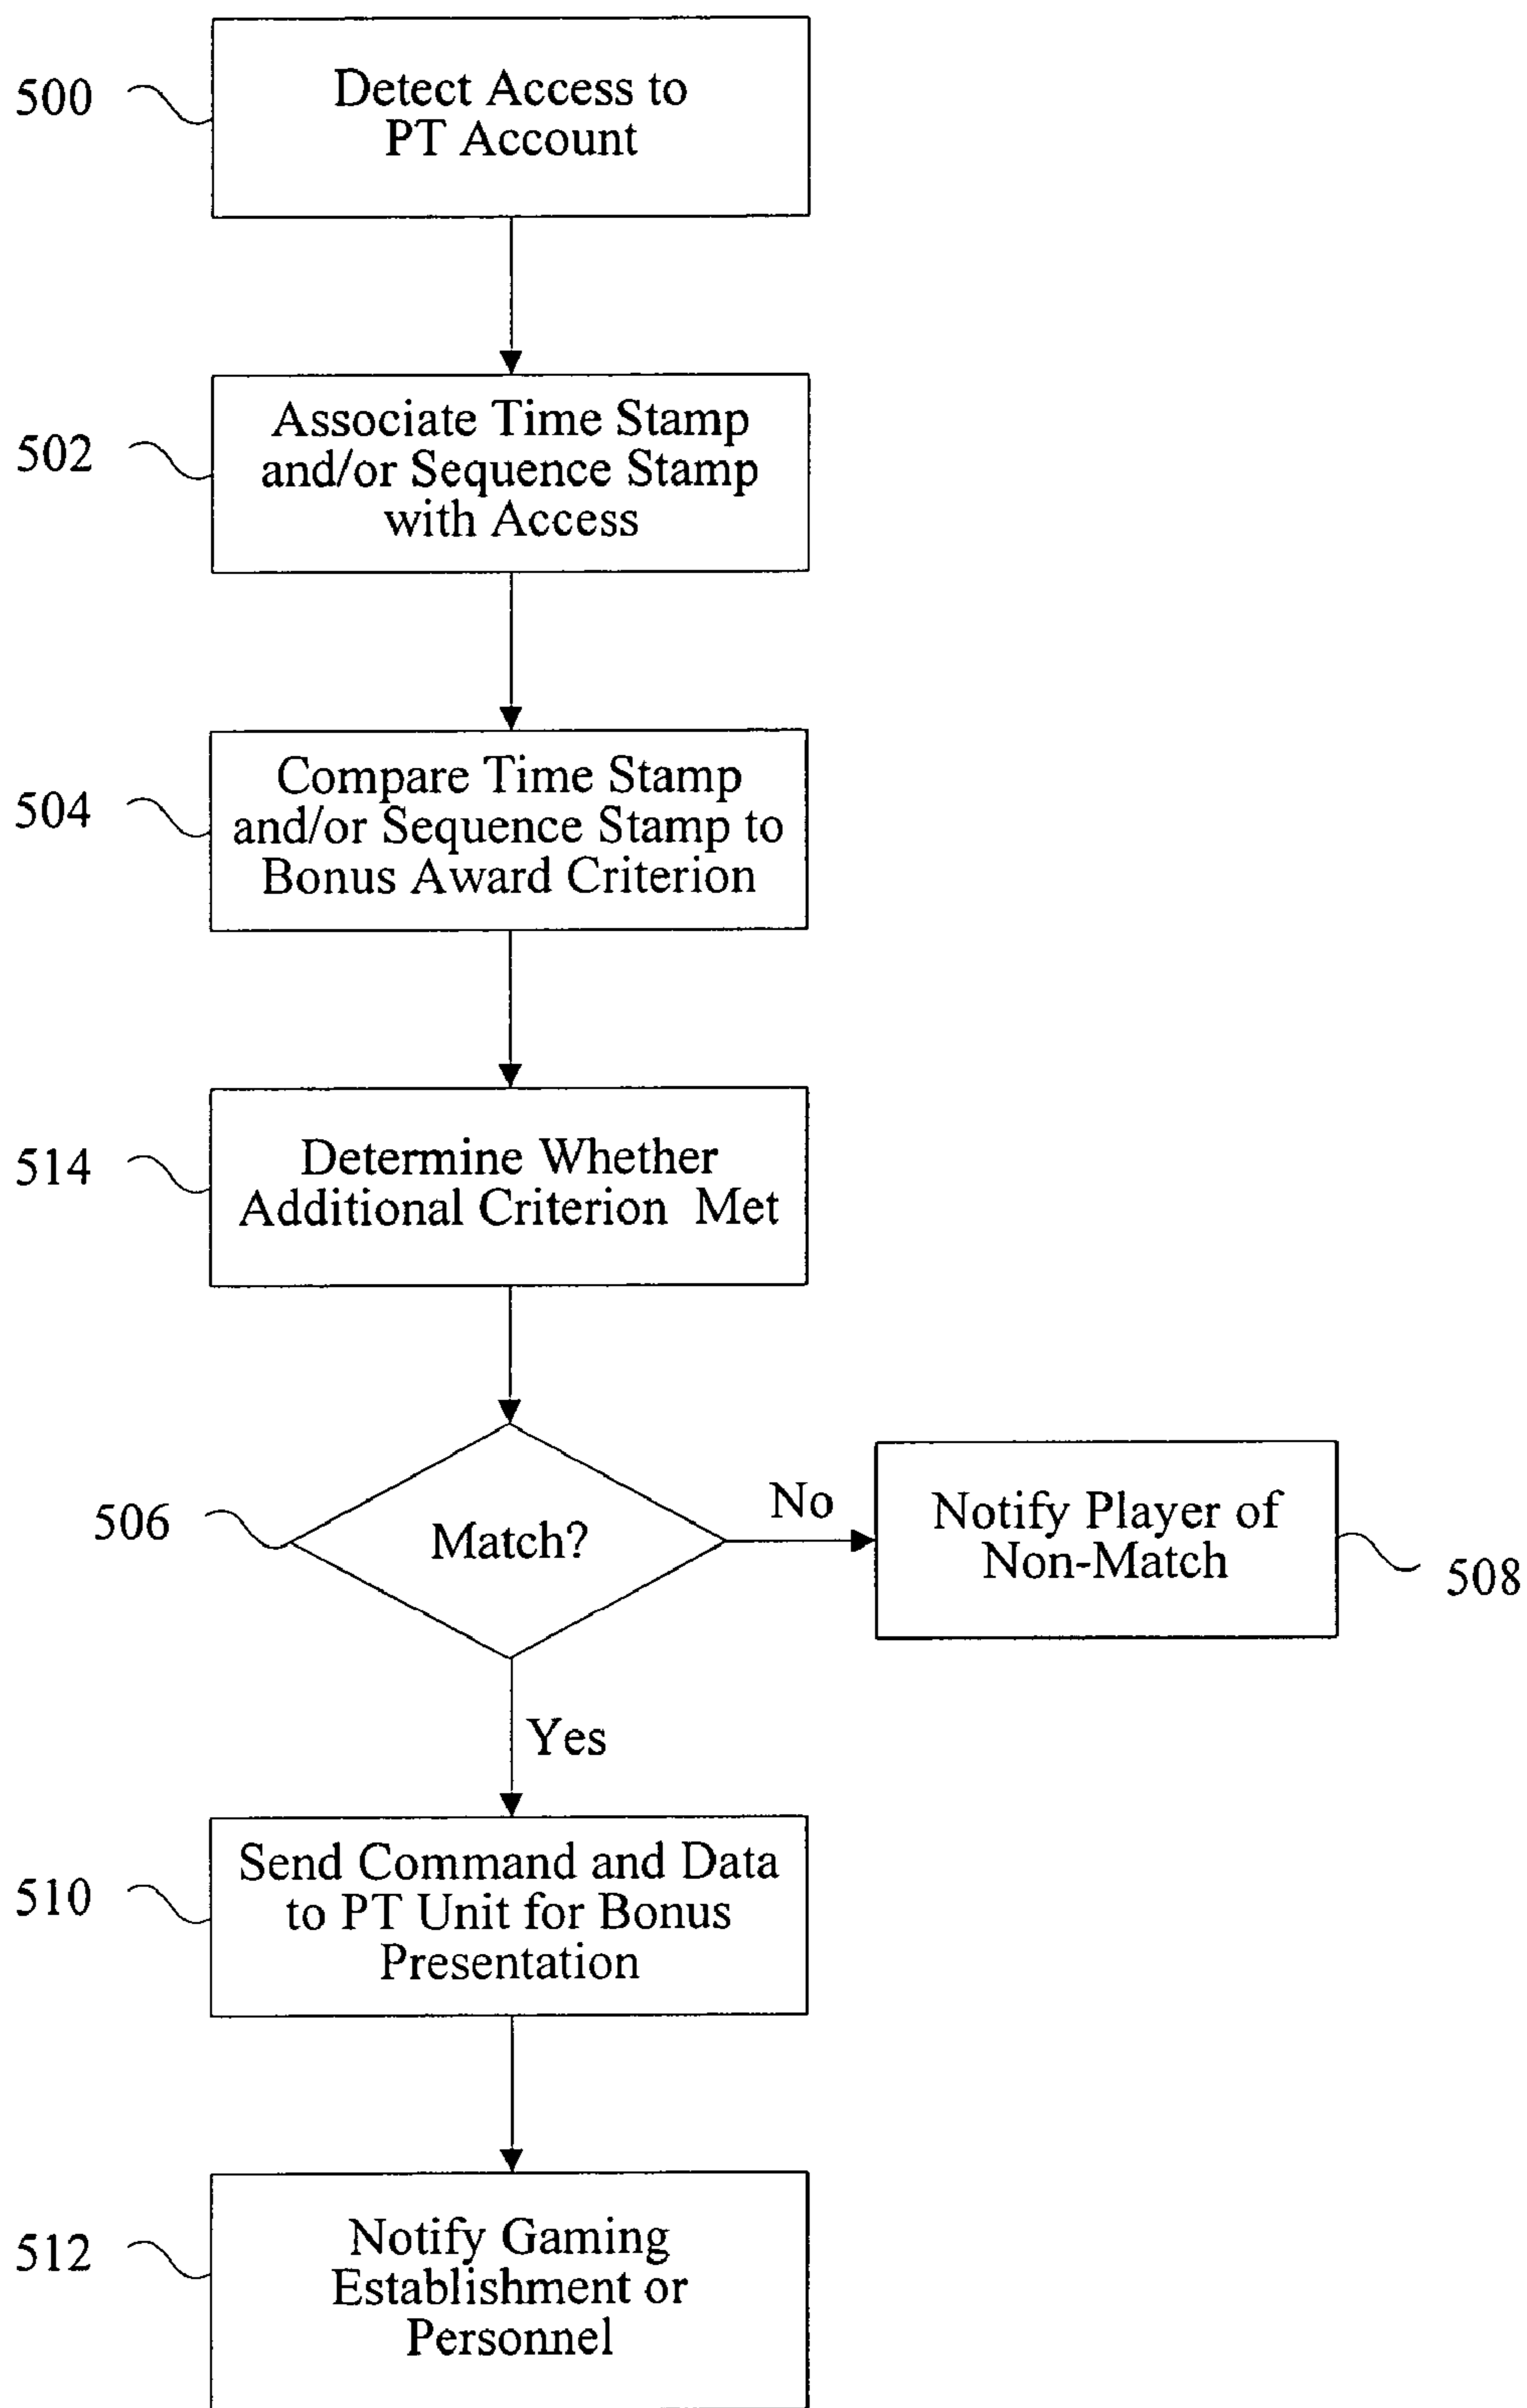 500
Detect Access to
PT Account
502
Associate Time Stamp
and/or Sequence Stamp
with Access
504
Compare Time Stamp
and/or Sequence Stamp to
Bonus Award Criterion
514
Determine Whether
Additional Criterion Met
506
Match?
No
Notify Player of
Non-Match
508
Yes
510
Send Command and Data
to PT Unit for Bonus
Presentation
512
Notify Gaming
Establishment or
Personnel